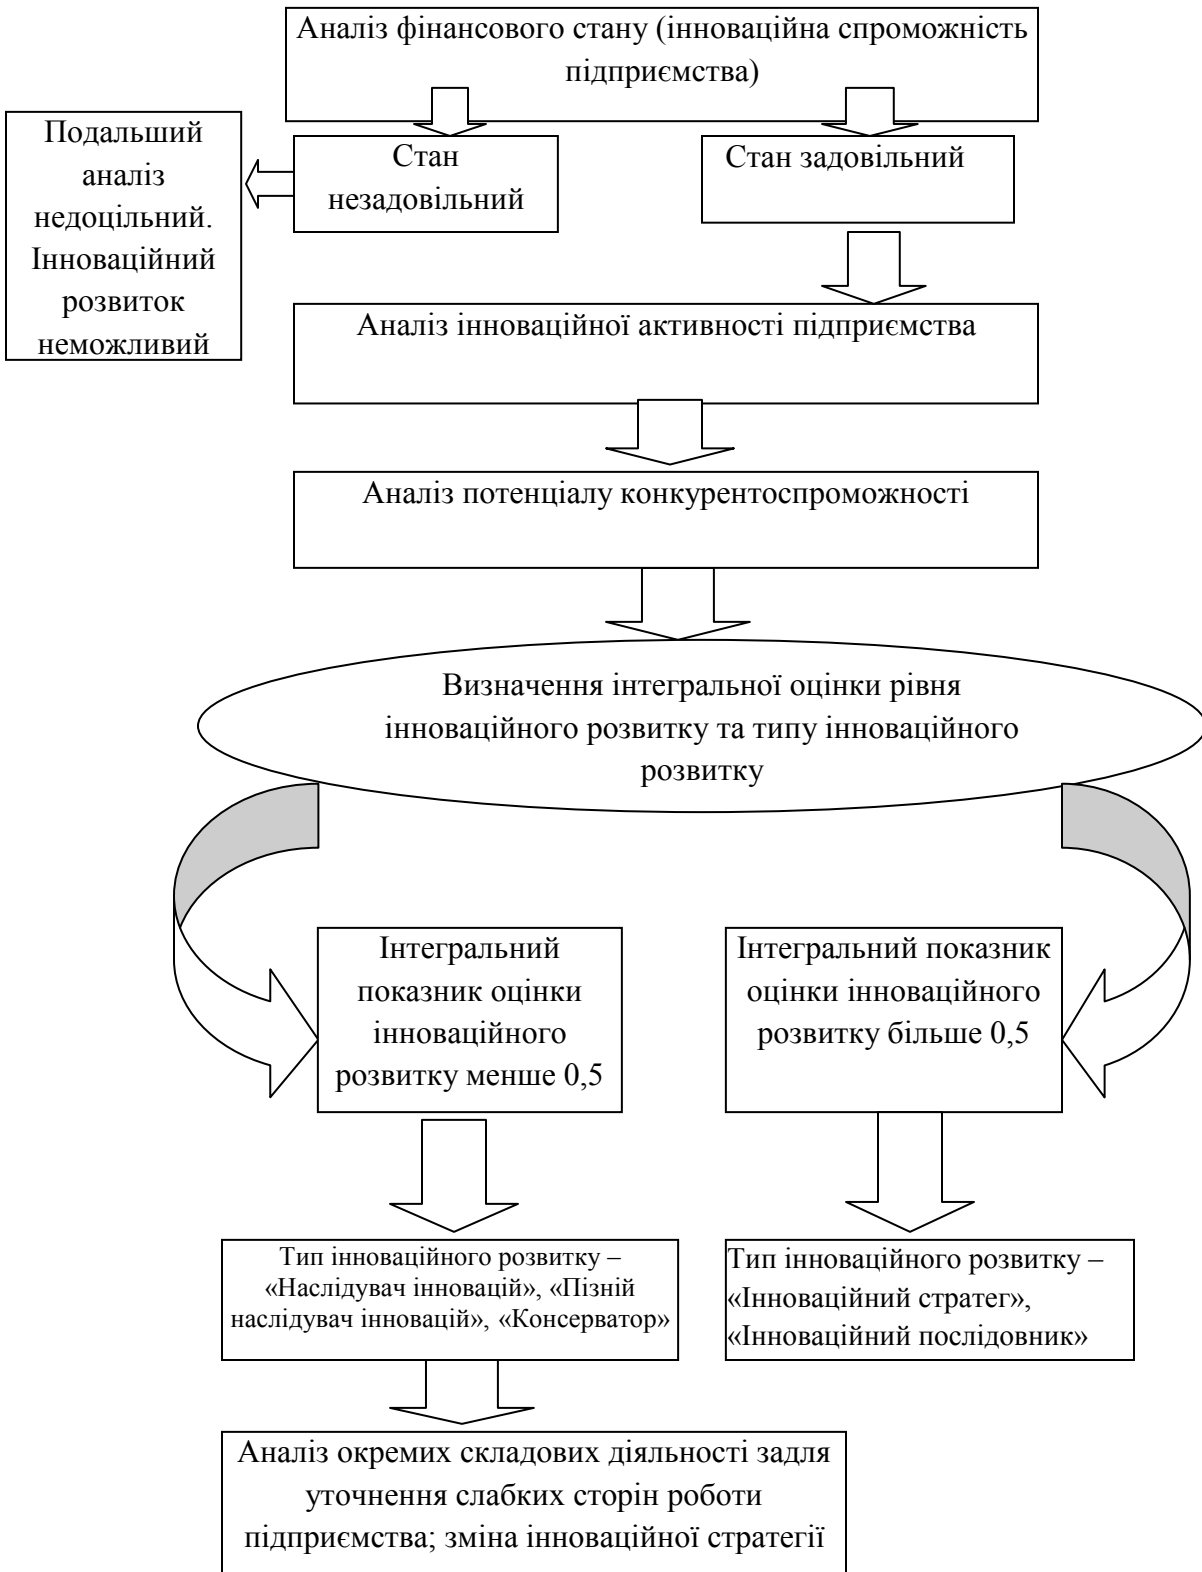 Аналіз фінансового стану (інноваційна спроможність
підприємства)
Подальший
аналіз
недоцільний.
Інноваційний
розвиток
неможливий
Стан
незадовільний
Стан задовільний
Аналіз інноваційної активності підприємства
Аналіз потенціалу конкурентоспроможності
Визначення інтегральної оцінки рівня
інноваційного розвитку та типу інноваційного
розвитку
Інтегральний
показник оцінки
інноваційного
розвитку менше 0,5
Інтегральний показник
оцінки інноваційного
розвитку більше 0,5
Тип інноваційного розвитку –
«Наслідувач інновацій», «Пізній
наслідувач інновацій», «Консерватор»
Тип інноваційного розвитку –
«Інноваційний стратег»,
«Інноваційний послідовник»
Аналіз окремих складових діяльності задля
уточнення слабких сторін роботи
підприємства; зміна інноваційної стратегії